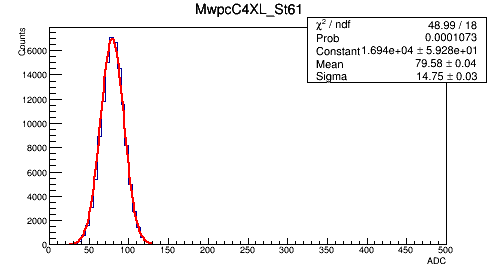 MwpcC4XL_St61
χ² / ndf 48.99 / 18
Prob 0.0001073
Constant 1.694e+04 ± 5.928e+01
Mean 79.58 ± 0.04
Sigma 14.75 ± 0.03
Counts
16000
14000
12000
10000
8000
6000
4000
2000
0
0 50 100 150 200 250 300 350 400 450 500
ADC